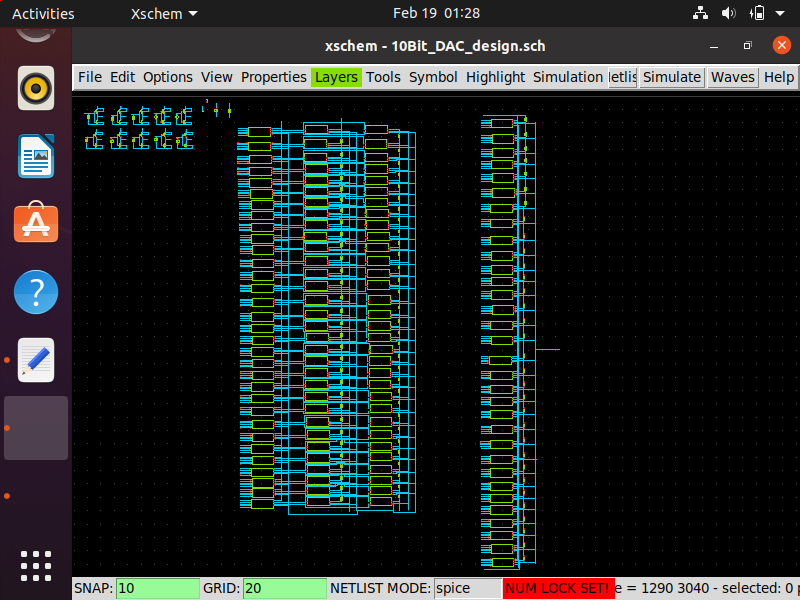 Activities Xschem Feb 19 01:28
xschem - 10Bit_DAC_design.sch
File Edit Options View Properties Layers Tools Symbol Highlight Simulation etlis Simulate Waves Help
SNAP: 10 GRID: 20 NETLIST MODE: spice NUM LOCK SET! e = 1290 3040 - selected: 0 p